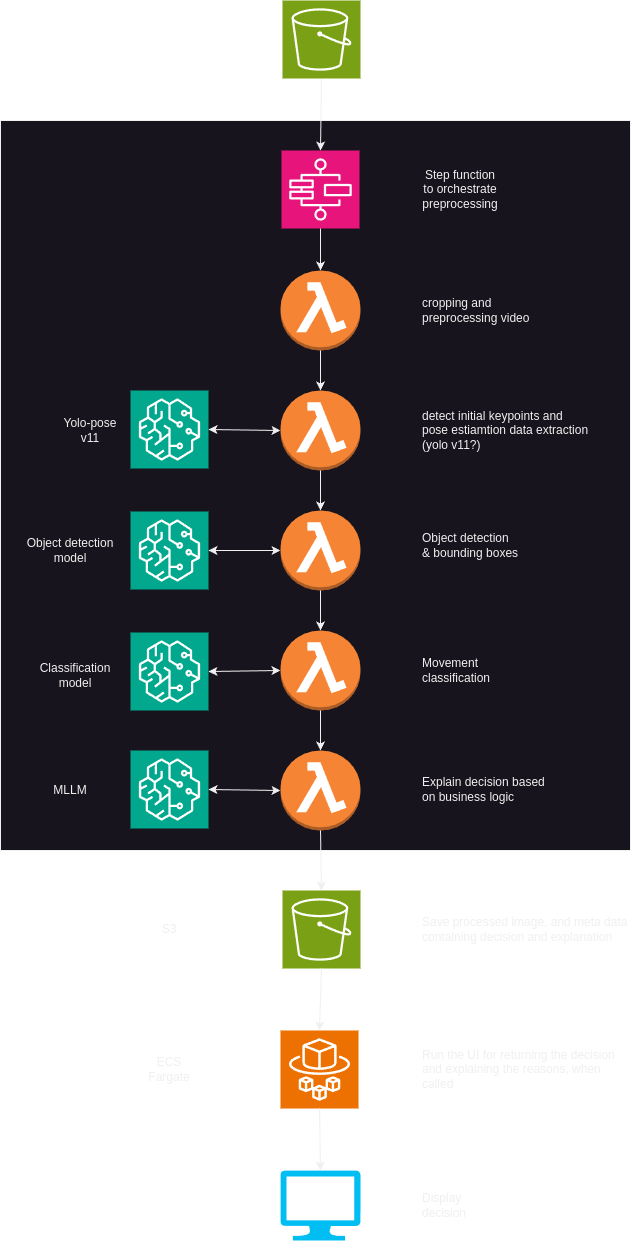 Step function
to orchestrate
preprocessing
cropping and
preprocessing video
Yolo-pose
v11
detect initial keypoints and
pose estiamtion data extraction
(yolo v11?)
Object detection
model
Object detection
& bounding boxes
Classification
model
Movement
classification
MLLM
Explain decision based
on business logic
S3
Save processed image, and meta data
containing decision and explanation
ECS
Fargate
Run the UI for returning the decision
and explaining the reasons, when
called
Display
decision